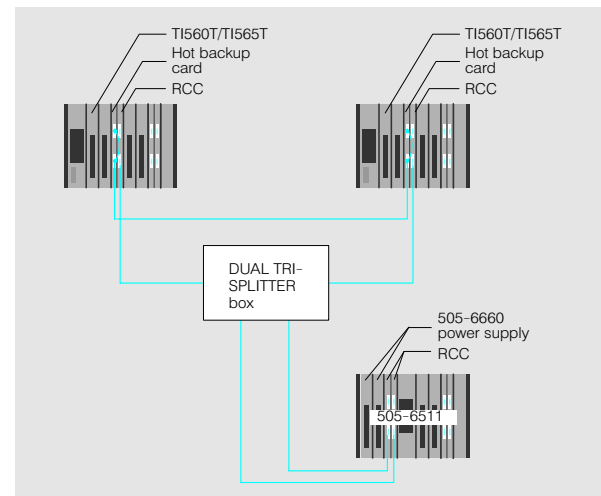 TI560T/TI565T
Hot backup
card
RCC
TI560T/TI565T
Hot backup
card
RCC
DUAL TRI-
SPLITTER
box
505-6660
power supply
RCC
505-6511